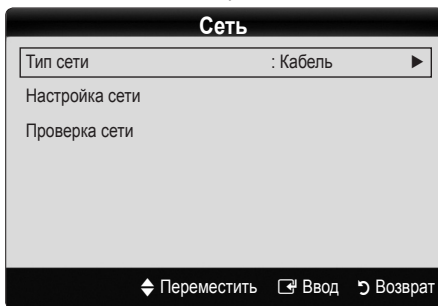 Сеть
Тип сети : Кабель ►
Настройка сети
Проверка сети
Переместить Ввод Возврат